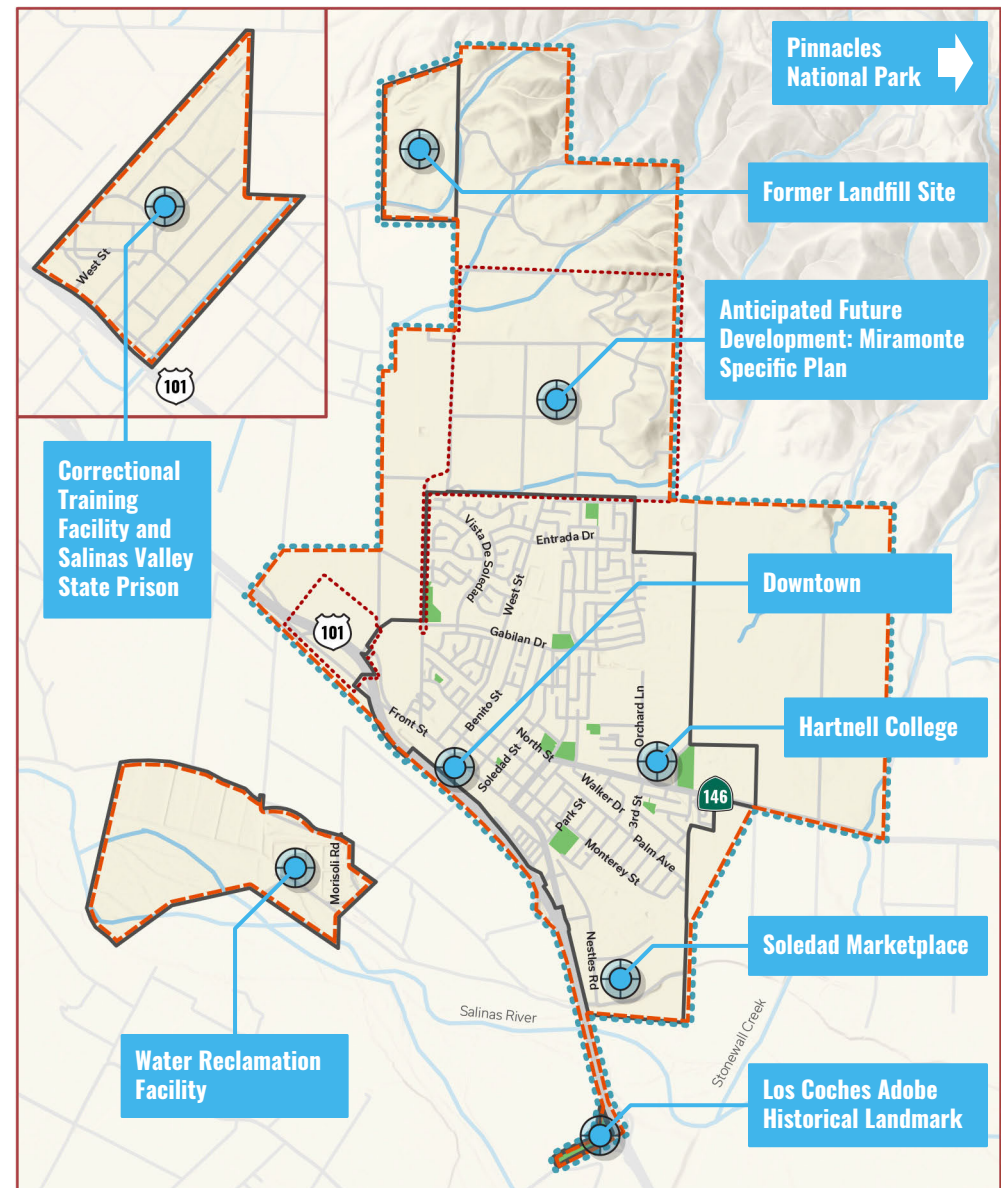 Pinnacles
National Park
Former Landfill Site
Anticipated Future
Development: Miramonte
Specific Plan
West St
101
Correctional
Training
Facility and
Salinas Valley
State Prison
Vista De Soledad
Entrada Dr
West St
Downtown
101
Gabilan Dr
Orchard Ln
Benito St
Front St
Hartnell College
North St
Soledad St
146
Walker Dr
3rd St
Park St
Palm Ave
Monterey St
Morisoli Rd
Nestles Rd
Soledad Marketplace
Salinas River
Stonewall Creek
Water Reclamation
Facility
Los Coches Adobe
Historical Landmark